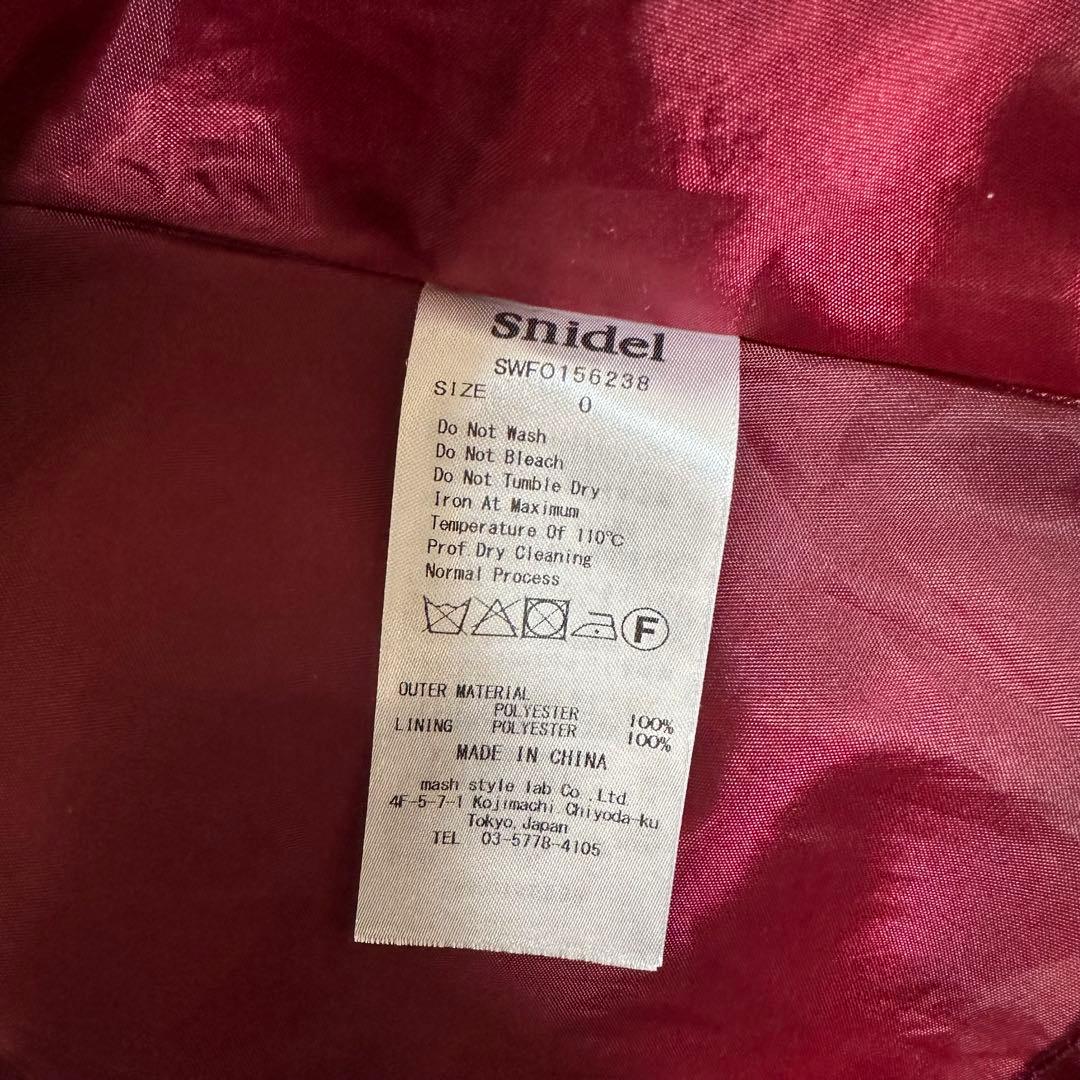 snidel
SWFO156238
SIZE 0
Do Not Wash
Do Not Bleach
Do Not Tumble Dry
Iron At Maximum
Temperature Of 110℃
Prof Dry Cleaning
Normal Process
F
OUTER MATERIAL
POLYESTER 100%
LINING POLYESTER 100%
MADE IN CHINA
mash style lab Co.,Ltd.
4F-5-7-1 Kojimachi Chiyoda-ku
Tokyo, Japan
TEL 03-5778-4105